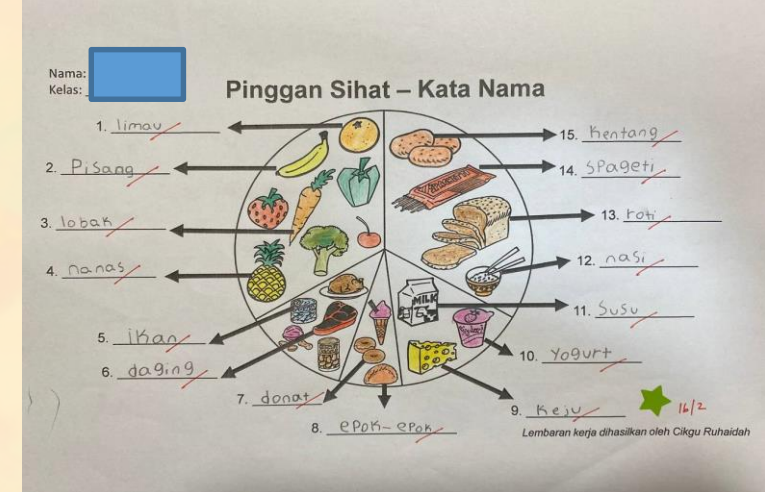 Nama:
Kelas:
Pinggan Sihat – Kata Nama
1. limau
2. Pisang
3. lobak
4. nanas
5. ikan
6. daging
7. donat
8. ePok-ePok
9. Keju
10. Yogurt
11. Susu
12. nasi
13. roti
14. SPageti
15. Kentang
MILK
16/2
Lembaran kerja dihasilkan oleh Cikgu Ruhaidah